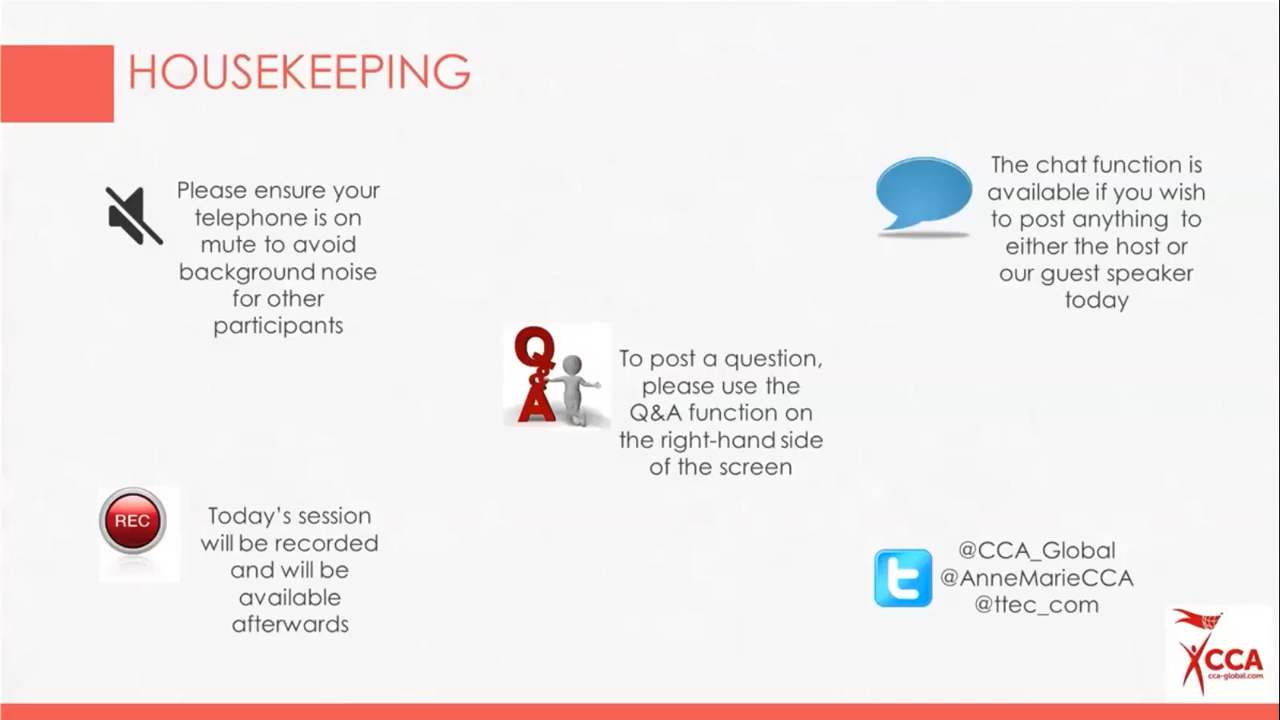 HOUSEKEEPING
Please ensure your
telephone is on
mute to avoid
background noise
for other
participants
The chat function is
available if you wish
to post anything to
either the host or
our guest speaker
today
Q
&
A
To post a question,
please use the
Q&A function on
the right-hand side
of the screen
REC
Today’s session
will be recorded
and will be
available
afterwards
@CCA_Global
@AnneMarieCCA
@ttec_com
CCA
cca-global.com